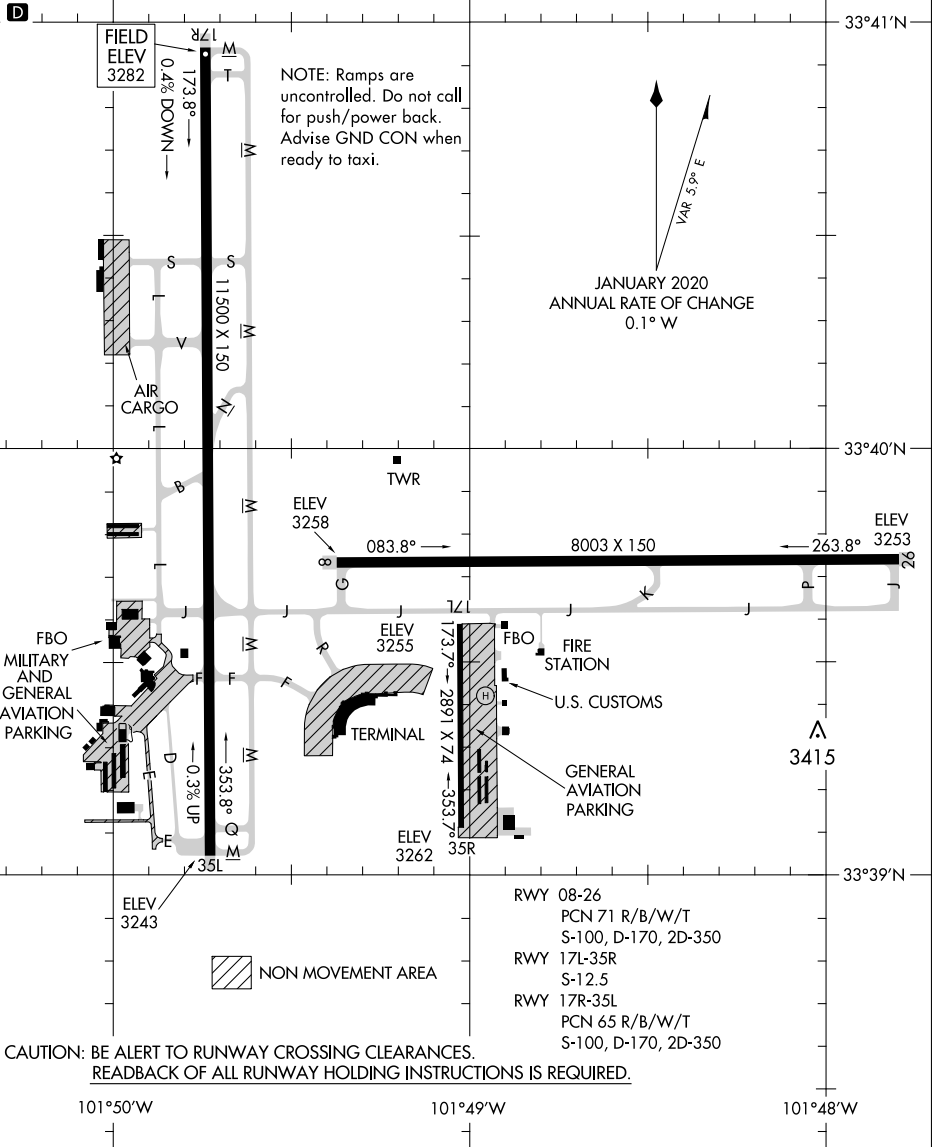 D
33°41'N
FIELD
ELEV
3282
17R
M
T
173.8°
0.4% DOWN
NOTE: Ramps are
uncontrolled. Do not call
for push/power back.
Advise GND CON when
ready to taxi.
M
VAR 5.9° E
JANUARY 2020
ANNUAL RATE OF CHANGE
0.1° W
S
S
L
11500 X 150
M
V
AIR
CARGO
N
L
33°40'N
TWR
B
M
ELEV
3258
ELEV
3253
083.8°
8003 X 150
263.8°
8
26
L
G
K
P
J
J
J
J
17L
J
J
FBO
MILITARY
AND
GENERAL
AVIATION
PARKING
M
R
ELEV
3255
FBO
FIRE
STATION
F
F
F
173.7°
2891 X 74
353.7°
H
U.S. CUSTOMS
TERMINAL
3415
D
E
M
0.3% UP
353.8°
GENERAL
AVIATION
PARKING
Q
E
M
35L
ELEV
3262
35R
33°39'N
ELEV
3243
RWY 08-26
PCN 71 R/B/W/T
S-100, D-170, 2D-350
RWY 17L-35R
S-12.5
RWY 17R-35L
PCN 65 R/B/W/T
S-100, D-170, 2D-350
NON MOVEMENT AREA
CAUTION: BE ALERT TO RUNWAY CROSSING CLEARANCES.
READBACK OF ALL RUNWAY HOLDING INSTRUCTIONS IS REQUIRED.
101°50'W
101°49'W
101°48'W